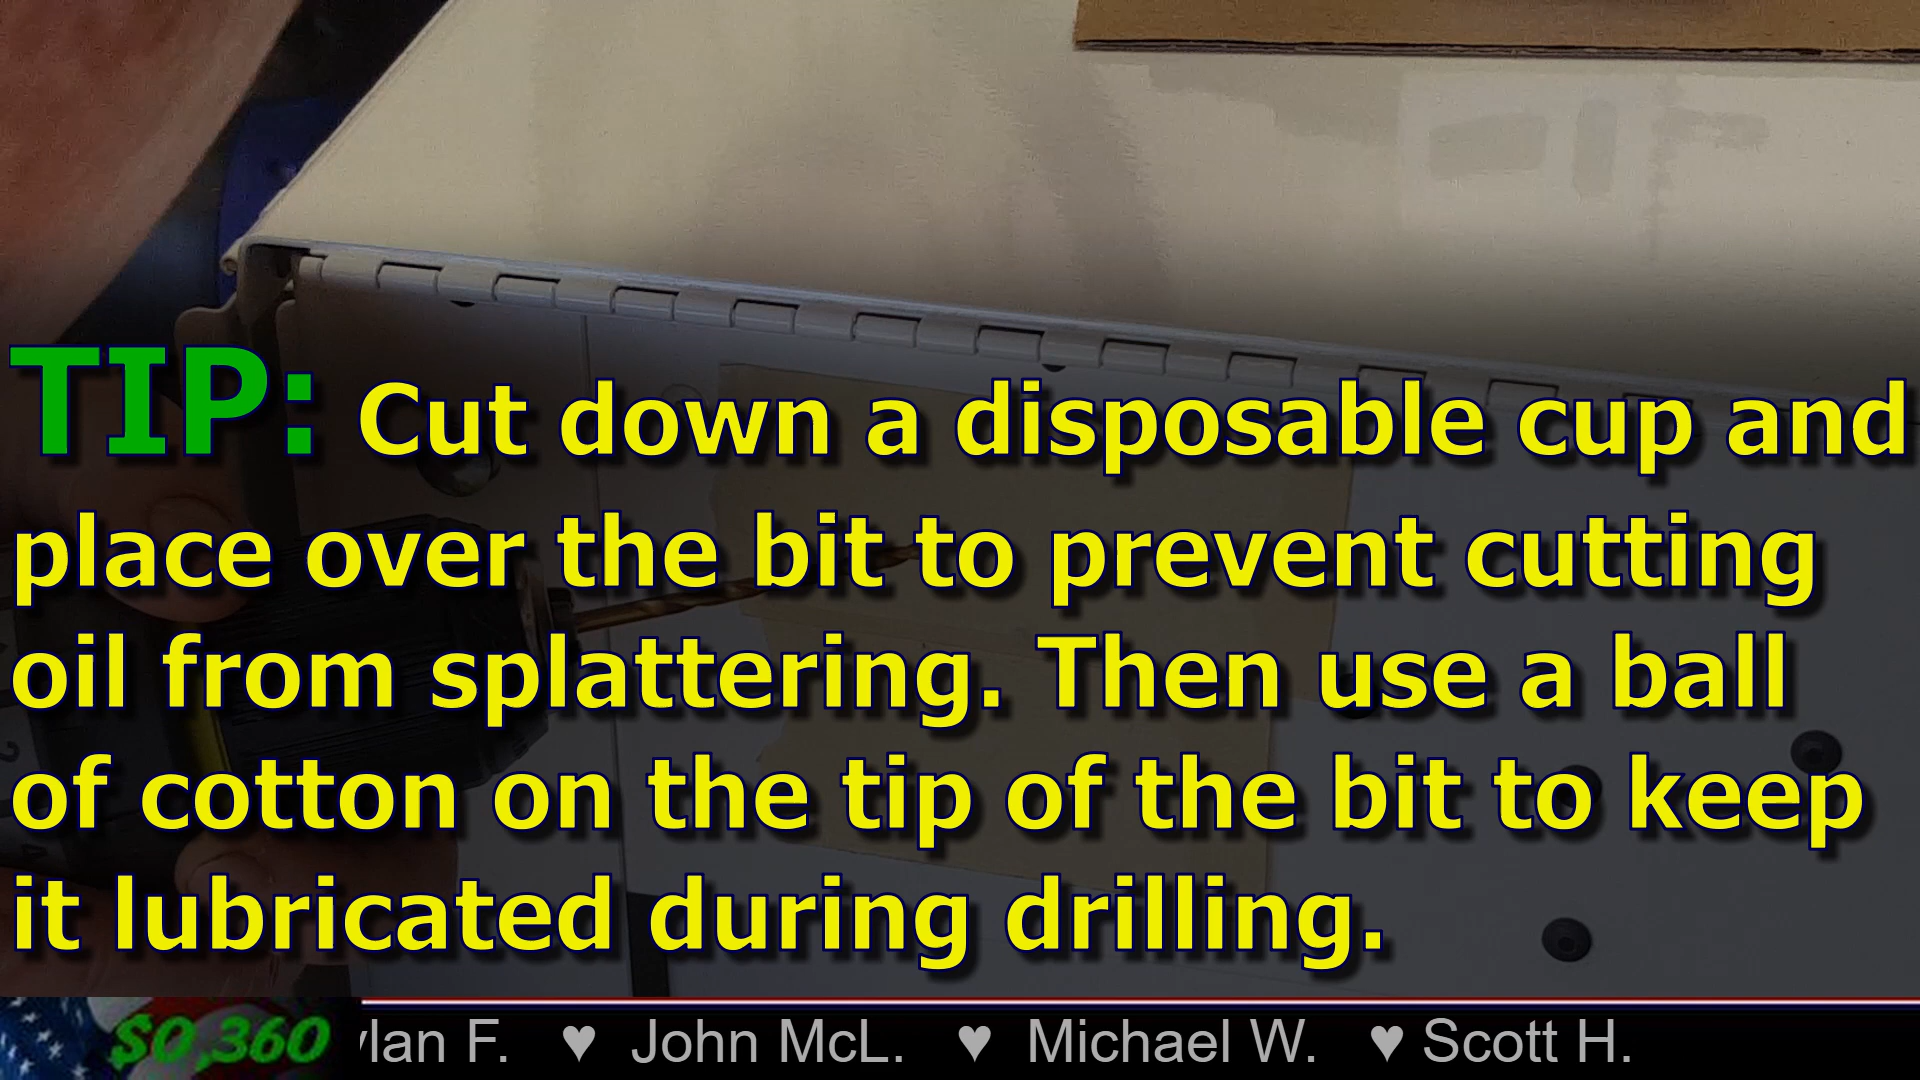 TIP: Cut down a disposable cup and
place over the bit to prevent cutting
oil from splattering. Then use a ball
of cotton on the tip of the bit to keep
it lubricated during drilling.
$0,360
lan F. ♥ John McL. ♥ Michael W. ♥ Scott H.